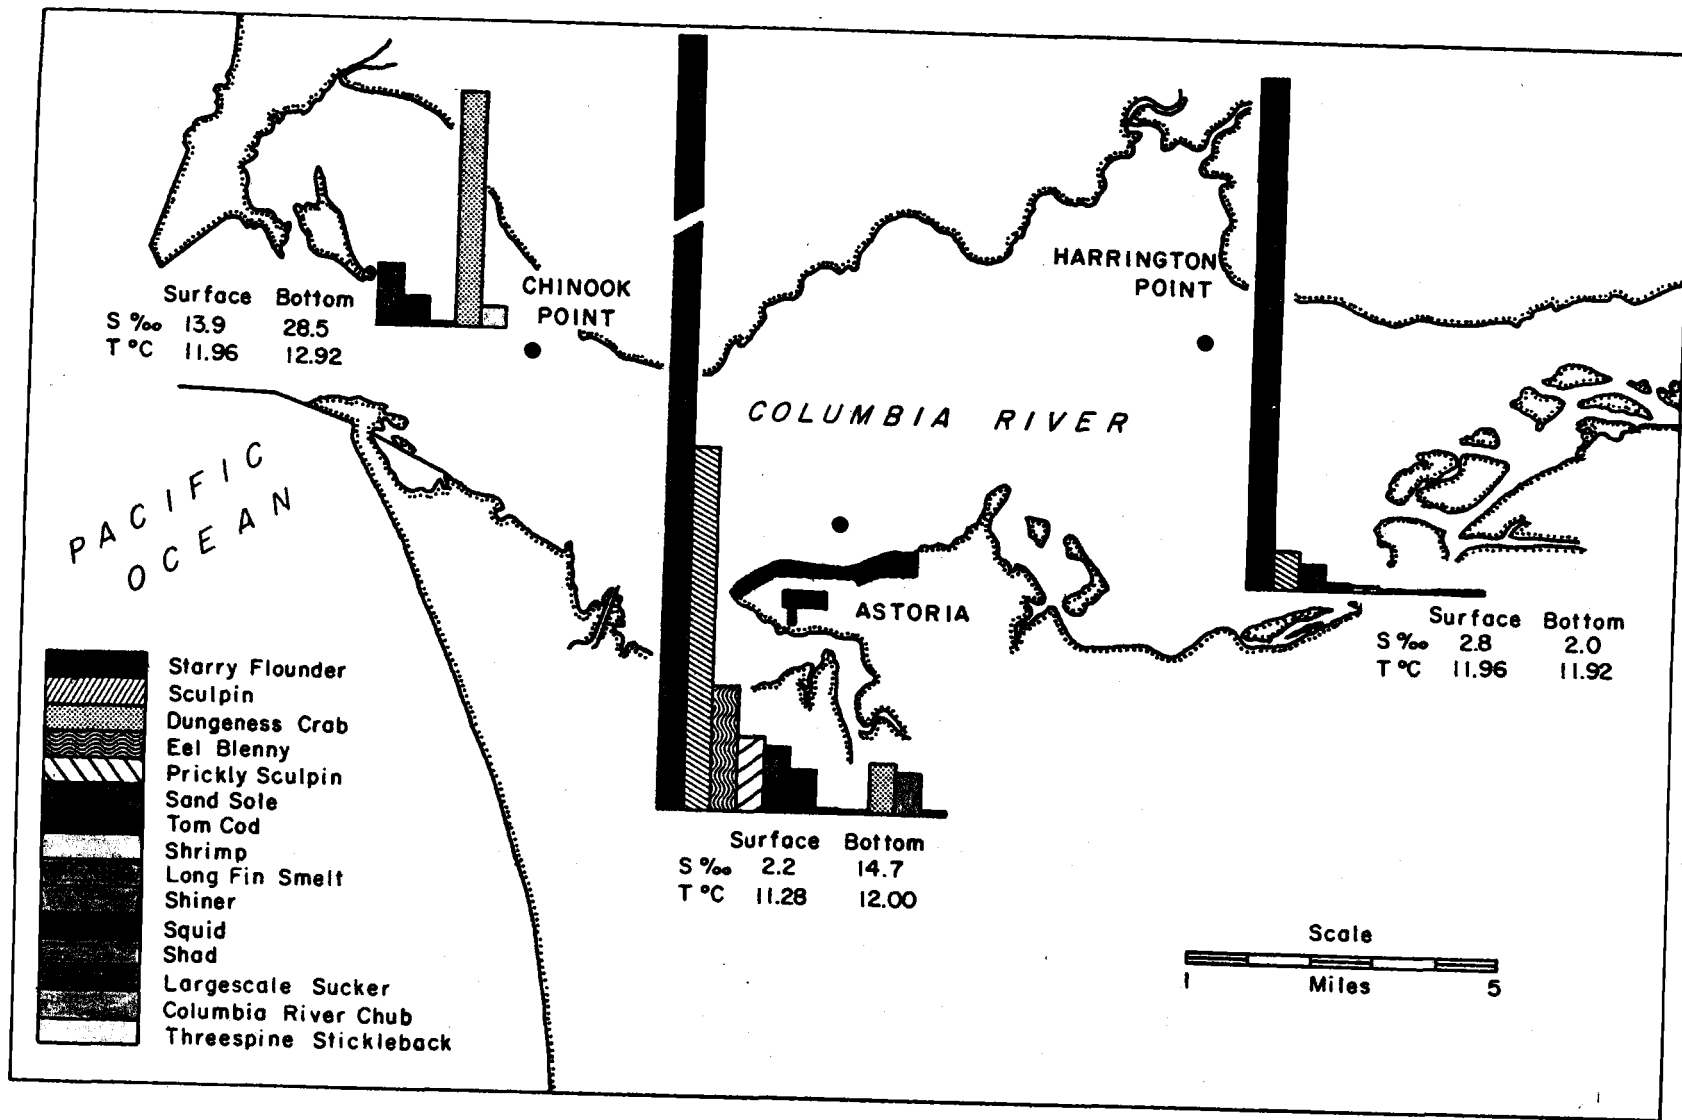 CHINOOK
POINT
HARRINGTON
POINT
Surface Bottom
S ‰ 13.9 28.5
T °C 11.96 12.92
COLUMBIA RIVER
PACIFIC
OCEAN
ASTORIA
Surface Bottom
S ‰ 2.8 2.0
T °C 11.96 11.92
Starry Flounder
Sculpin
Dungeness Crab
Eel Blenny
Prickly Sculpin
Sand Sole
Tom Cod
Shrimp
Long Fin Smelt
Shiner
Squid
Shad
Largescale Sucker
Columbia River Chub
Threespine Stickleback
Surface Bottom
S ‰ 2.2 14.7
T °C 11.28 12.00
Scale
1 Miles 5